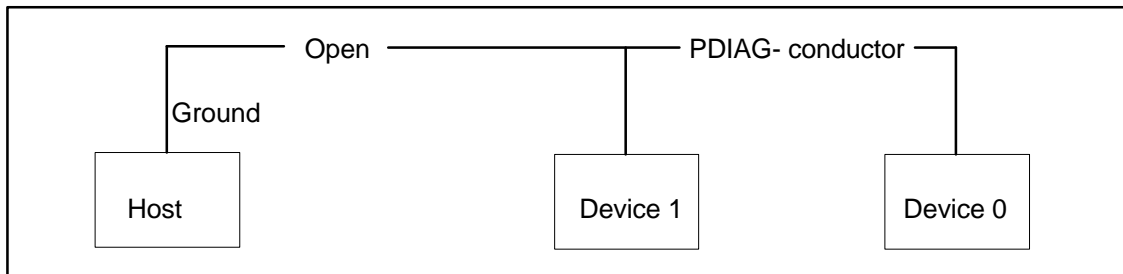 Open
PDIAG- conductor
Ground
Host
Device 1
Device 0